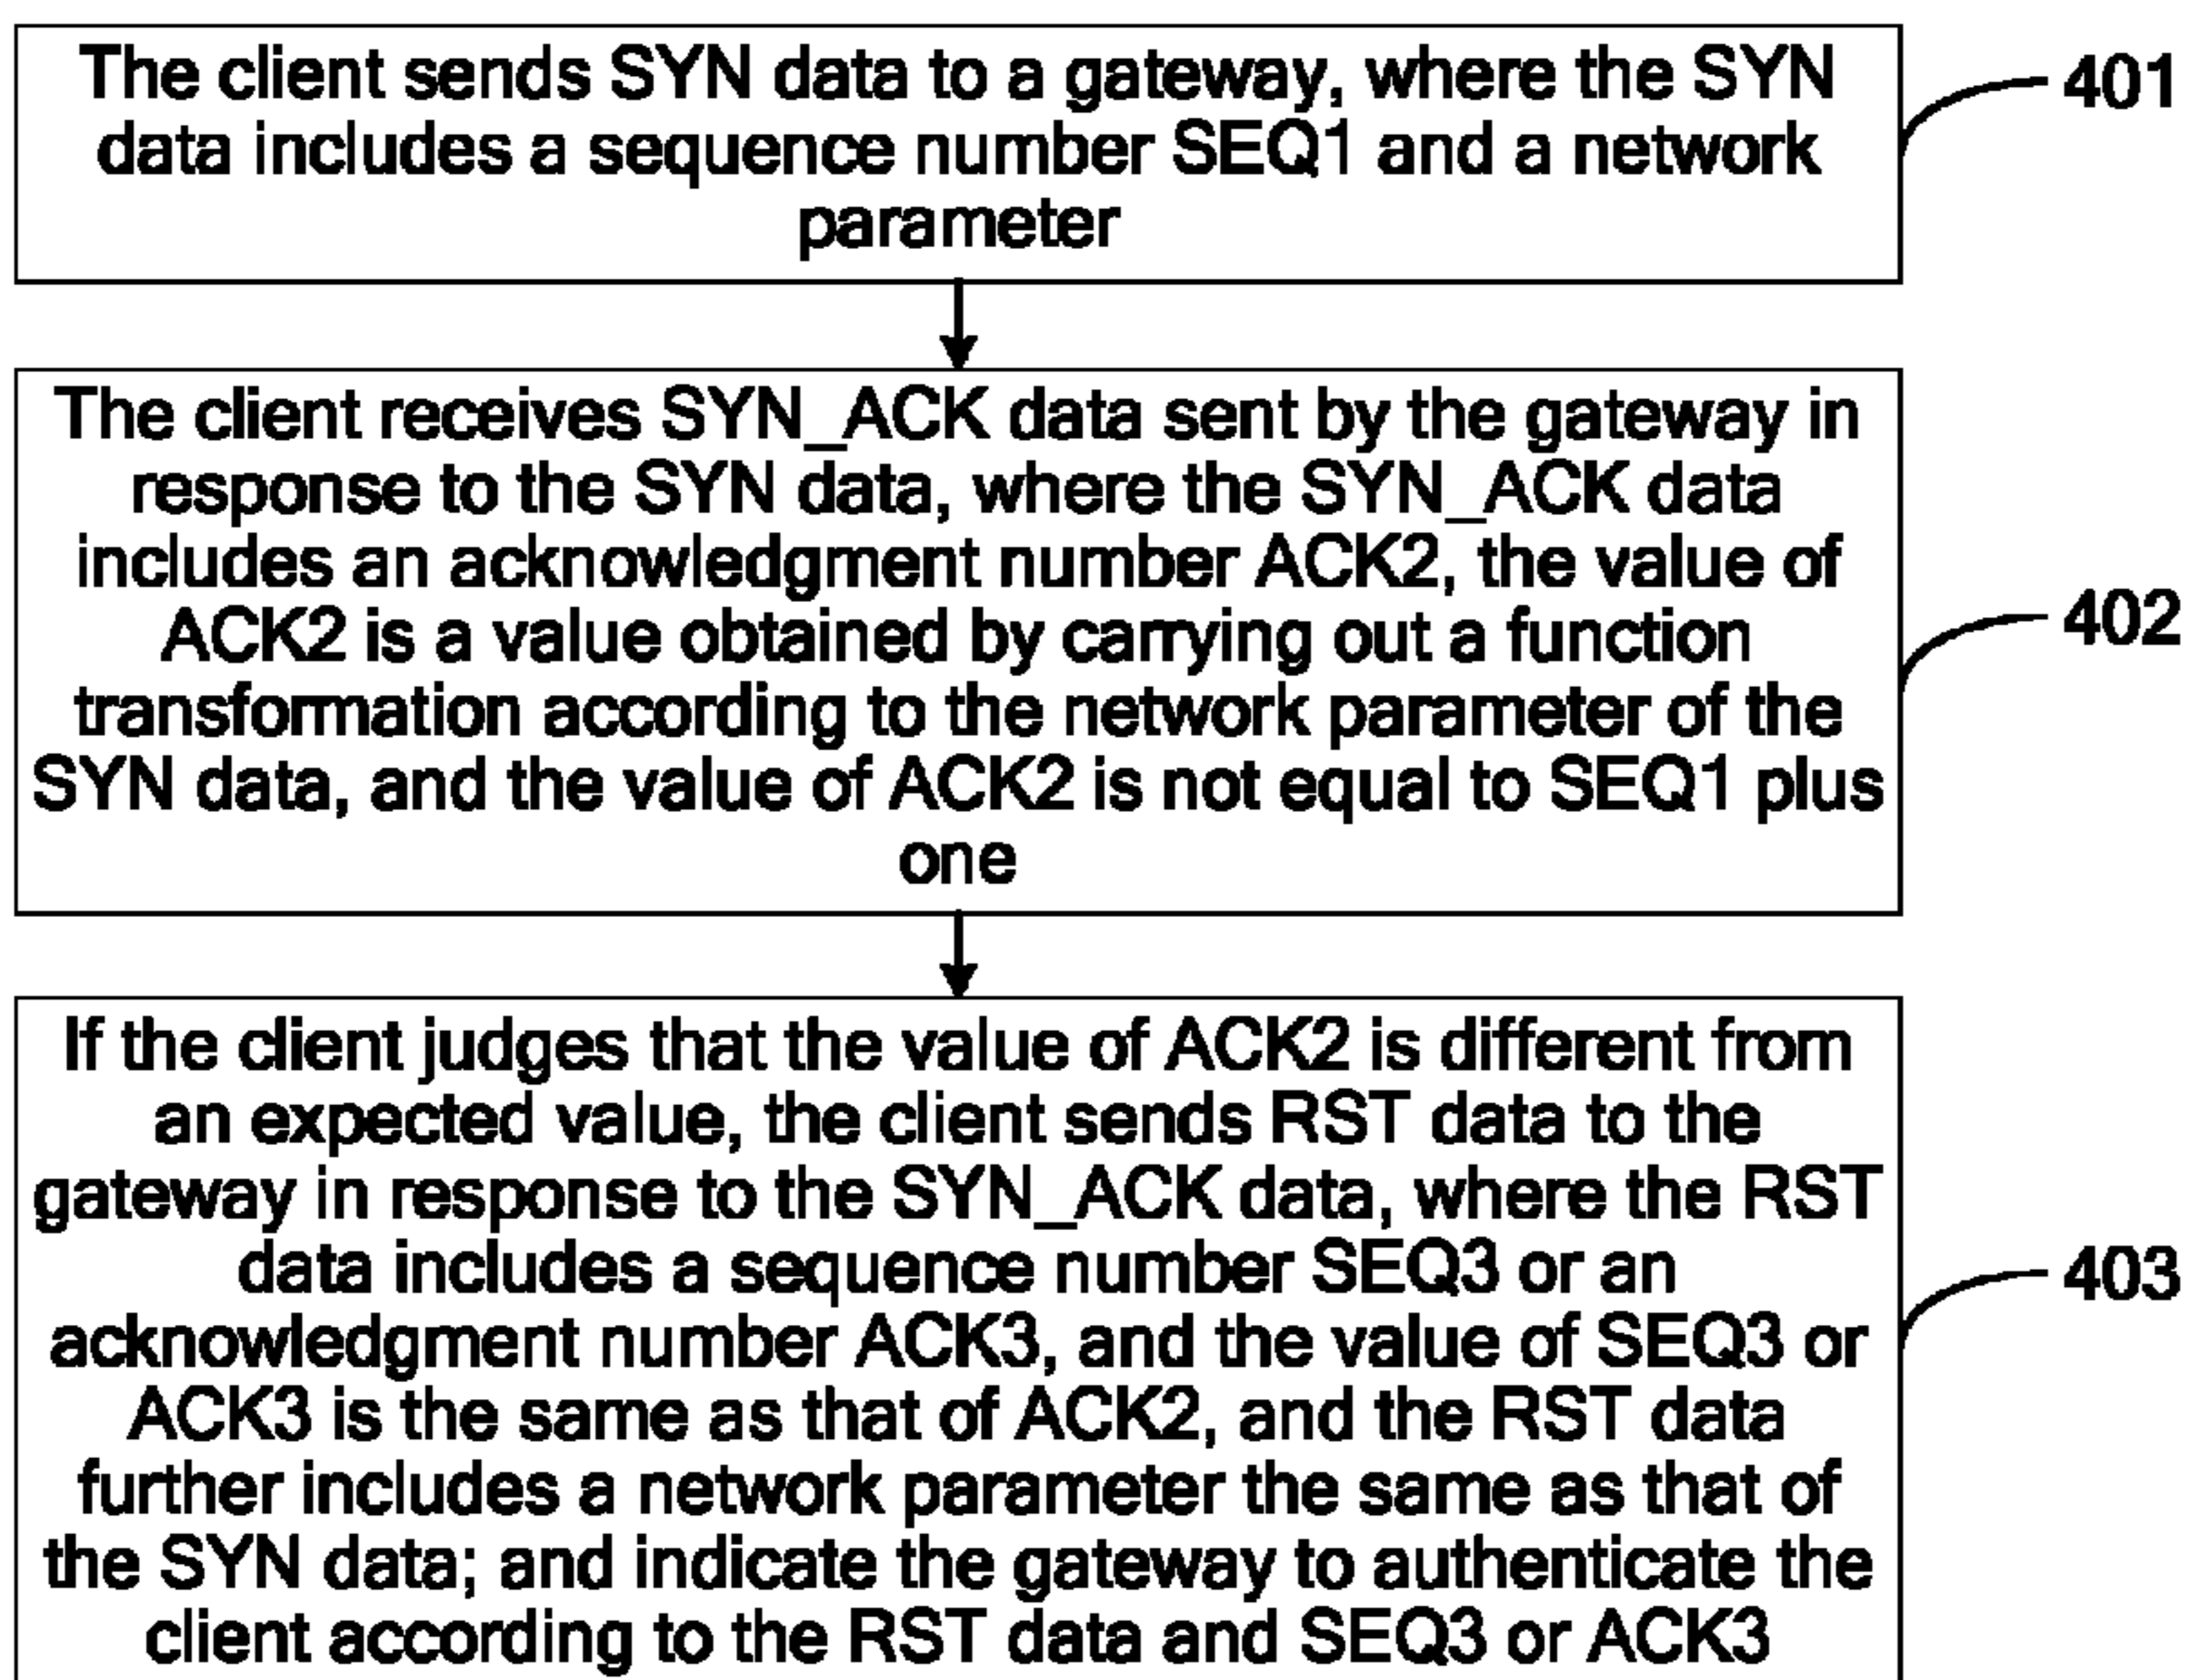 The client sends SYN data to a gateway, where the SYN
data includes a sequence number SEQ1 and a network
parameter
401
The client receives SYN_ACK data sent by the gateway in
response to the SYN data, where the SYN_ACK data
includes an acknowledgment number ACK2, the value of
ACK2 is a value obtained by carrying out a function
transformation according to the network parameter of the
SYN data, and the value of ACK2 is not equal to SEQ1 plus
one
402
If the client judges that the value of ACK2 is different from
an expected value, the client sends RST data to the
gateway in response to the SYN_ACK data, where the RST
data includes a sequence number SEQ3 or an
acknowledgment number ACK3, and the value of SEQ3 or
ACK3 is the same as that of ACK2, and the RST data
further includes a network parameter the same as that of
the SYN data; and indicate the gateway to authenticate the
client according to the RST data and SEQ3 or ACK3
403